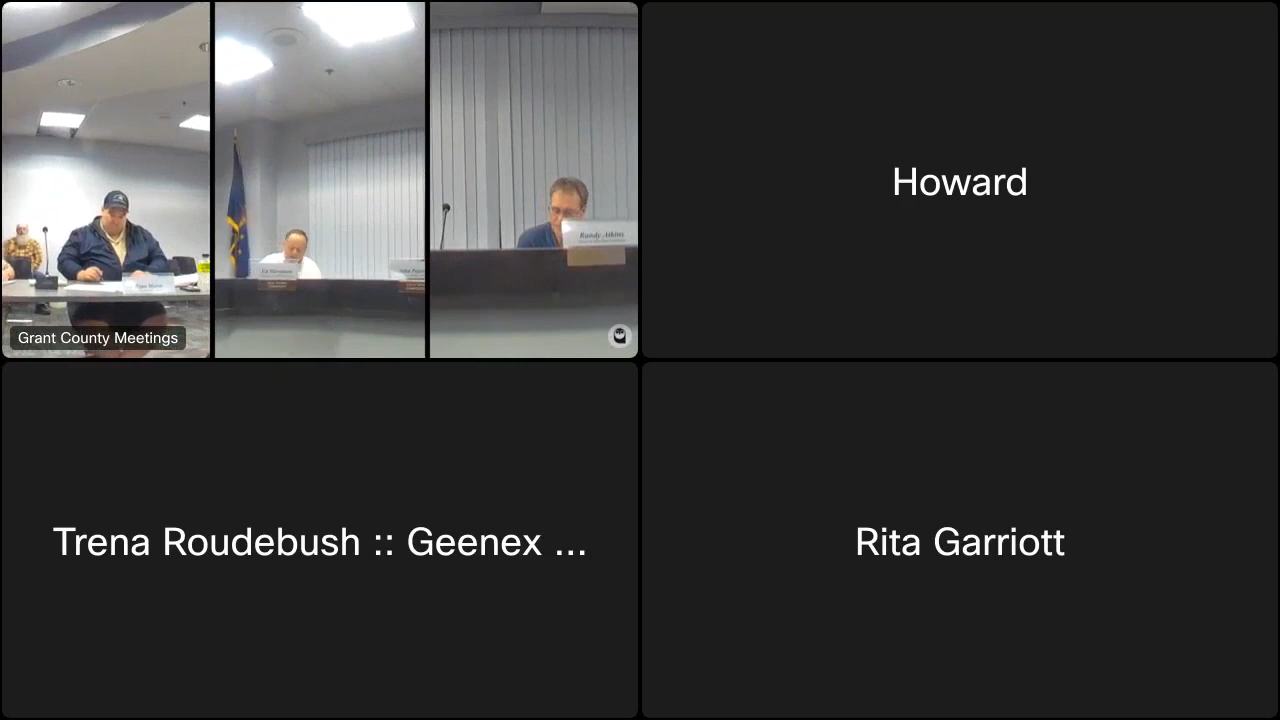 Howard
Randy Atkins
Grant County Meetings
Trena Roudebush :: Geenex ...
Rita Garriott